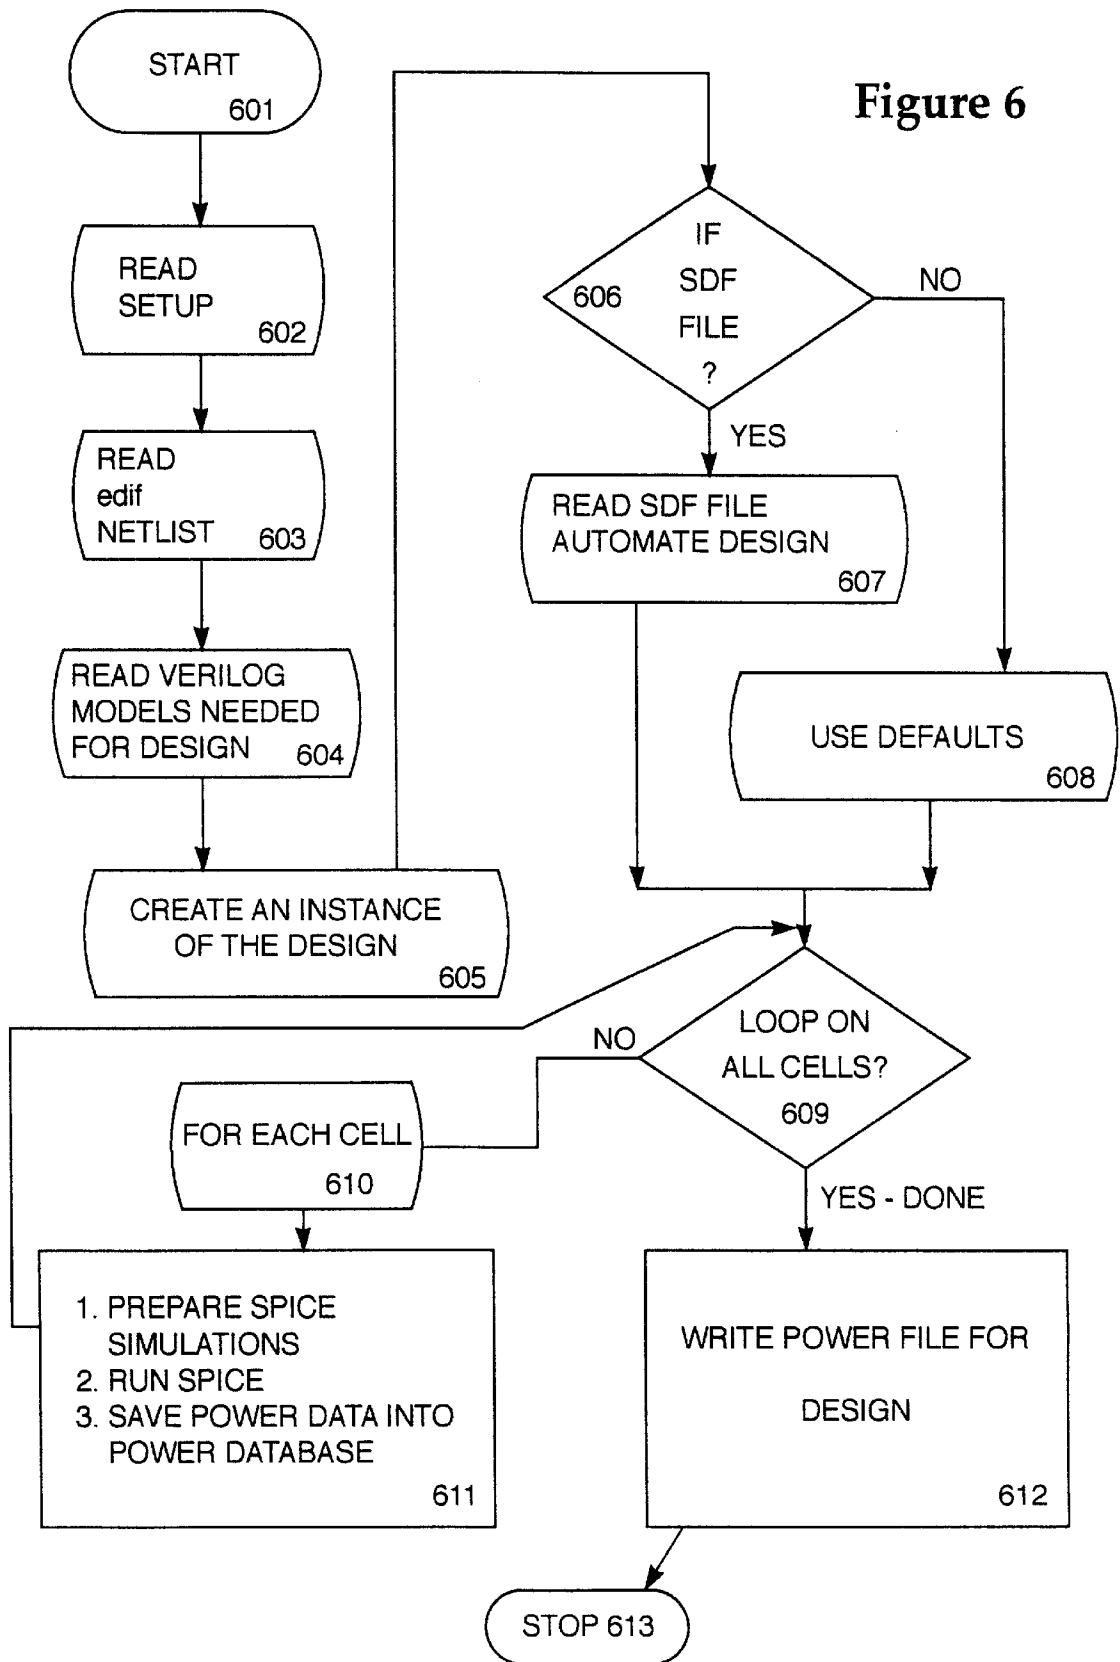 Figure 6
START
601
READ
SETUP
602
READ
edif
NETLIST
603
READ VERILOG
MODELS NEEDED
FOR DESIGN
604
CREATE AN INSTANCE
OF THE DESIGN
605
IF
SDF
FILE
?
606
NO
YES
READ SDF FILE
AUTOMATE DESIGN
607
USE DEFAULTS
608
LOOP ON
ALL CELLS?
609
NO
FOR EACH CELL
610
YES - DONE
1. PREPARE SPICE
SIMULATIONS
2. RUN SPICE
3. SAVE POWER DATA INTO
POWER DATABASE
611
WRITE POWER FILE FOR
DESIGN
612
STOP 613